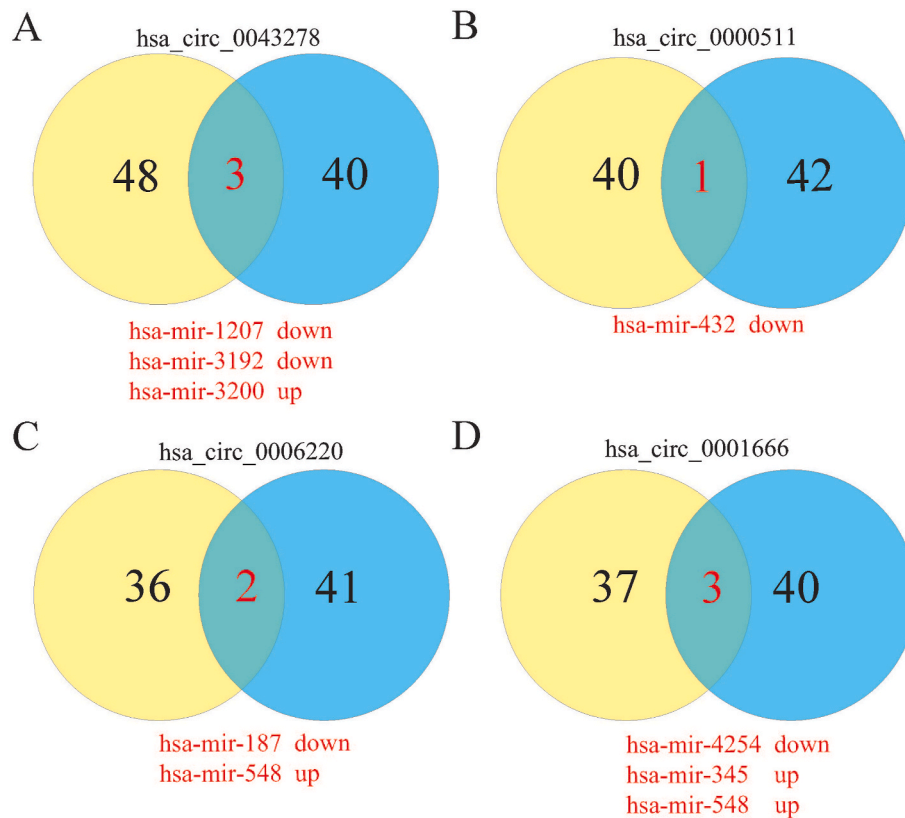 A
hsa_circ_0043278
48 3 40
hsa-mir-1207 down
hsa-mir-3192 down
hsa-mir-3200 up
B
hsa_circ_0000511
40 1 42
hsa-mir-432 down
C
hsa_circ_0006220
36 2 41
hsa-mir-187 down
hsa-mir-548 up
D
hsa_circ_0001666
37 3 40
hsa-mir-4254 down
hsa-mir-345 up
hsa-mir-548 up